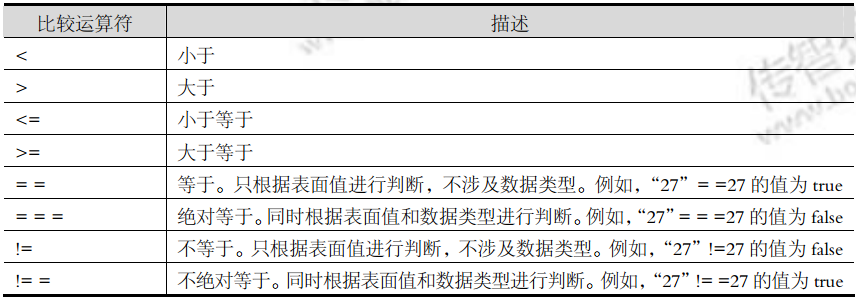 比较运算符 描述
< 小于
> 大于
<= 小于等于
>= 大于等于
= = 等于。只根据表面值进行判断，不涉及数据类型。例如，“27”= =27 的值为 true
= = = 绝对等于。同时根据表面值和数据类型进行判断。例如，“27”= = =27 的值为 false
!= 不等于。只根据表面值进行判断，不涉及数据类型。例如，“27”!=27 的值为 false
!= = 不绝对等于。同时根据表面值和数据类型进行判断。例如，“27”!= =27 的值为 true
传智